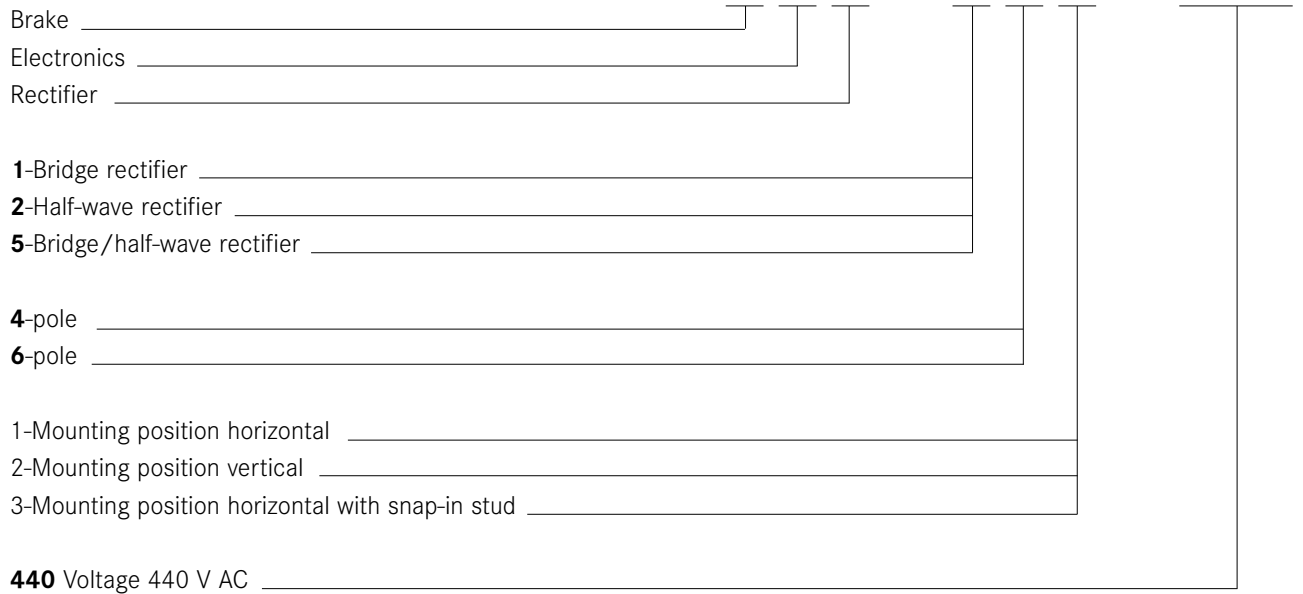 Brake
Electronics
Rectifier
1-Bridge rectifier
2-Half-wave rectifier
5-Bridge/half-wave rectifier
4-pole
6-pole
1-Mounting position horizontal
2-Mounting position vertical
3-Mounting position horizontal with snap-in stud
440 Voltage 440 V AC